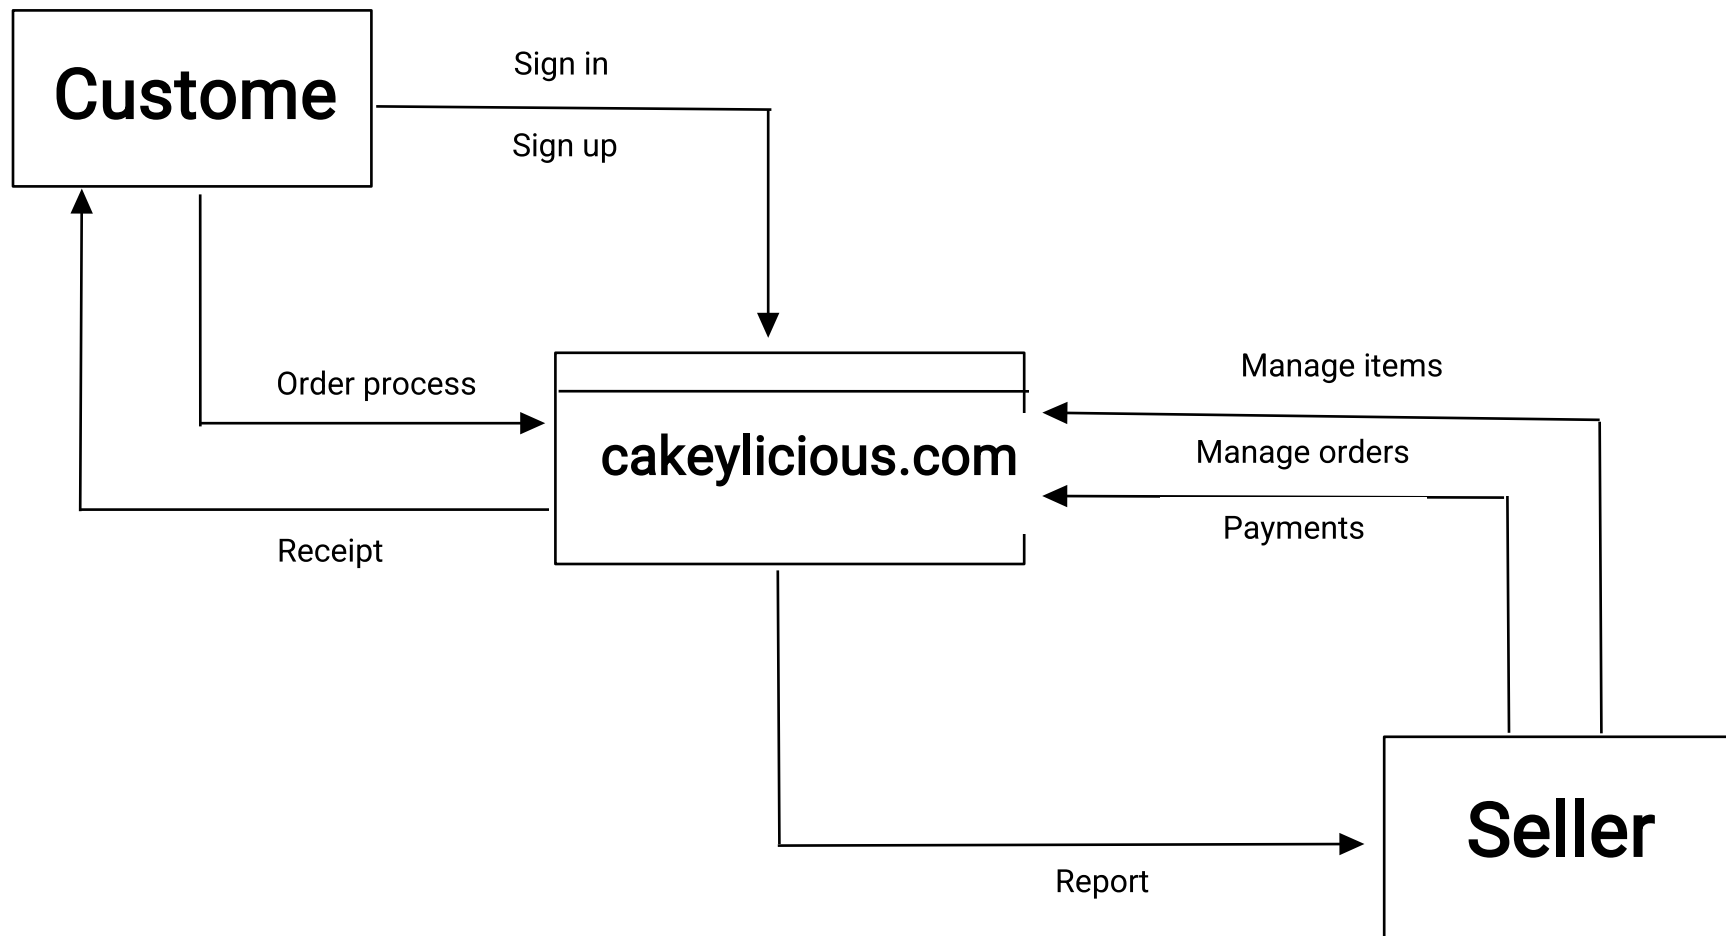 Custome
Sign in
Sign up
Order process
Receipt
cakeylicious.com
Manage items
Manage orders
Payments
Report
Seller